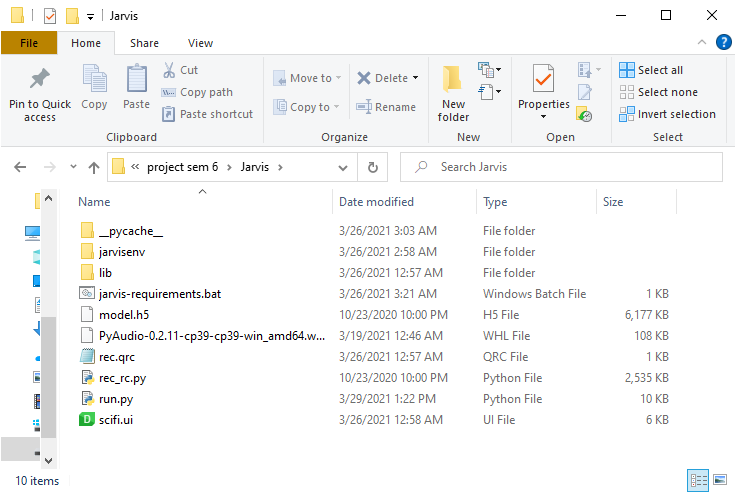 Jarvis
File Home Share View
Pin to Quick access
Copy
Paste
Cut
Copy path
Paste shortcut
Clipboard
Move to
Copy to
Delete
Rename
Organize
New folder
New
Properties
Open
Select all
Select none
Invert selection
Select
« project sem 6 > Jarvis >
Search Jarvis
Name Date modified Type Size
__pycache__ 3/26/2021 3:03 AM File folder
jarvisenv 3/26/2021 2:58 AM File folder
lib 3/26/2021 12:57 AM File folder
jarvis-requirements.bat 3/26/2021 3:21 AM Windows Batch File 1 KB
model.h5 10/23/2020 10:00 PM H5 File 6,177 KB
PyAudio-0.2.11-cp39-cp39-win_amd64.w... 3/19/2021 12:46 AM WHL File 108 KB
rec.qrc 3/26/2021 12:57 AM QRC File 1 KB
rec_rc.py 10/23/2020 10:00 PM Python File 2,535 KB
run.py 3/29/2021 1:22 PM Python File 10 KB
scifi.ui 3/26/2021 12:58 AM UI File 6 KB
10 items